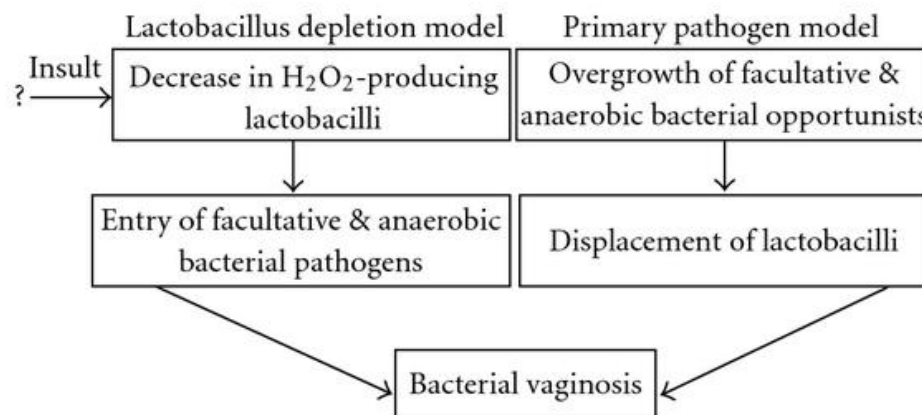 Lactobacillus depletion model
Insult
?
Decrease in H₂O₂-producing
lactobacilli
Entry of facultative & anaerobic
bacterial pathogens
Primary pathogen model
Overgrowth of facultative &
anaerobic bacterial opportunists
Displacement of lactobacilli
Bacterial vaginosis